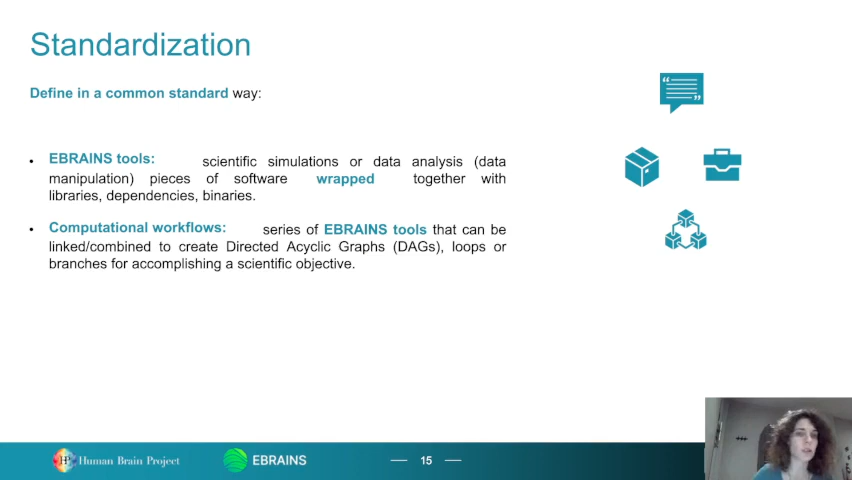 Standardization
Define in a common standard way:
• EBRAINS tools: scientific simulations or data analysis (data
manipulation) pieces of software wrapped together with
libraries, dependencies, binaries.
• Computational workflows: series of EBRAINS tools that can be
linked/combined to create Directed Acyclic Graphs (DAGs), loops or
branches for accomplishing a scientific objective.
Human Brain Project
EBRAINS
15